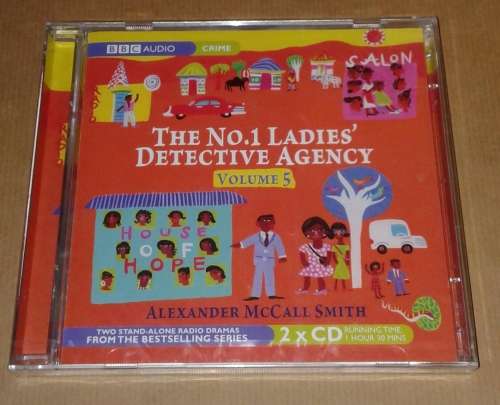 BBC AUDIO CRIME
SALON
THE NO.1 LADIES'
DETECTIVE AGENCY
VOLUME 5
HOUSE
OF
HOPE
ALEXANDER McCALL SMITH
TWO STAND-ALONE RADIO DRAMAS
FROM THE BESTSELLING SERIES
2 x CD
RUNNING TIME
1 HOUR 30 MINS